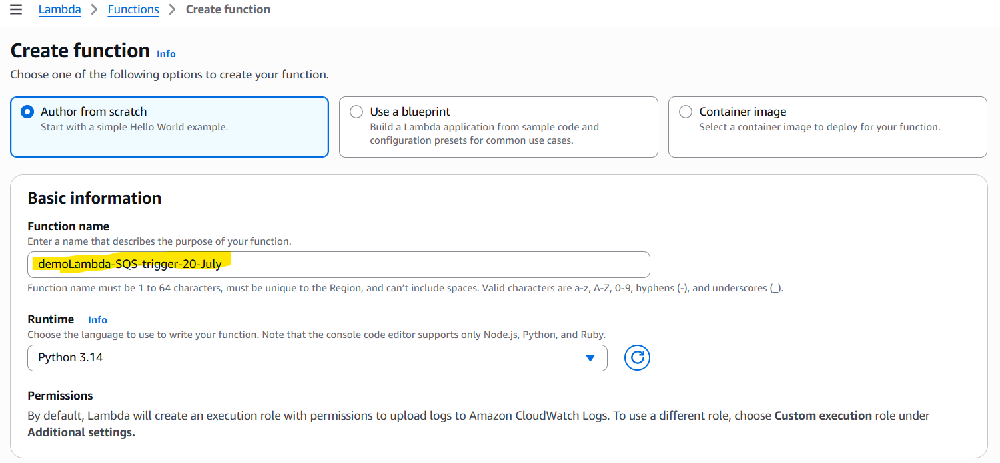 Lambda > Functions > Create function
Create function Info
Choose one of the following options to create your function.
Author from scratch
Start with a simple Hello World example.
Use a blueprint
Build a Lambda application from sample code and
configuration presets for common use cases.
Container image
Select a container image to deploy for your function.
Basic information
Function name
Enter a name that describes the purpose of your function.
demoLambda-SQS-trigger-20-July
Function name must be 1 to 64 characters, must be unique to the Region, and can’t include spaces. Valid characters are a-z, A-Z, 0-9, hyphens (-), and underscores (_).
Runtime Info
Choose the language to use to write your function. Note that the console code editor supports only Node.js, Python, and Ruby.
Python 3.14
Permissions
By default, Lambda will create an execution role with permissions to upload logs to Amazon CloudWatch Logs. To use a different role, choose Custom execution role under
Additional settings.